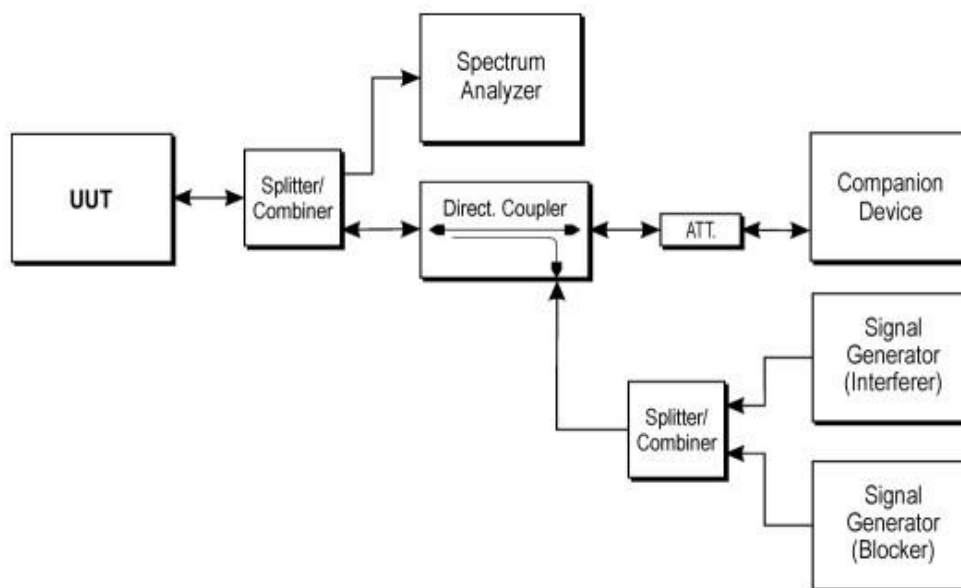 Spectrum
Analyzer
UUT
Splitter/
Combiner
Direct. Coupler
ATT.
Companion
Device
Signal
Generator
(Interferer)
Splitter/
Combiner
Signal
Generator
(Blocker)